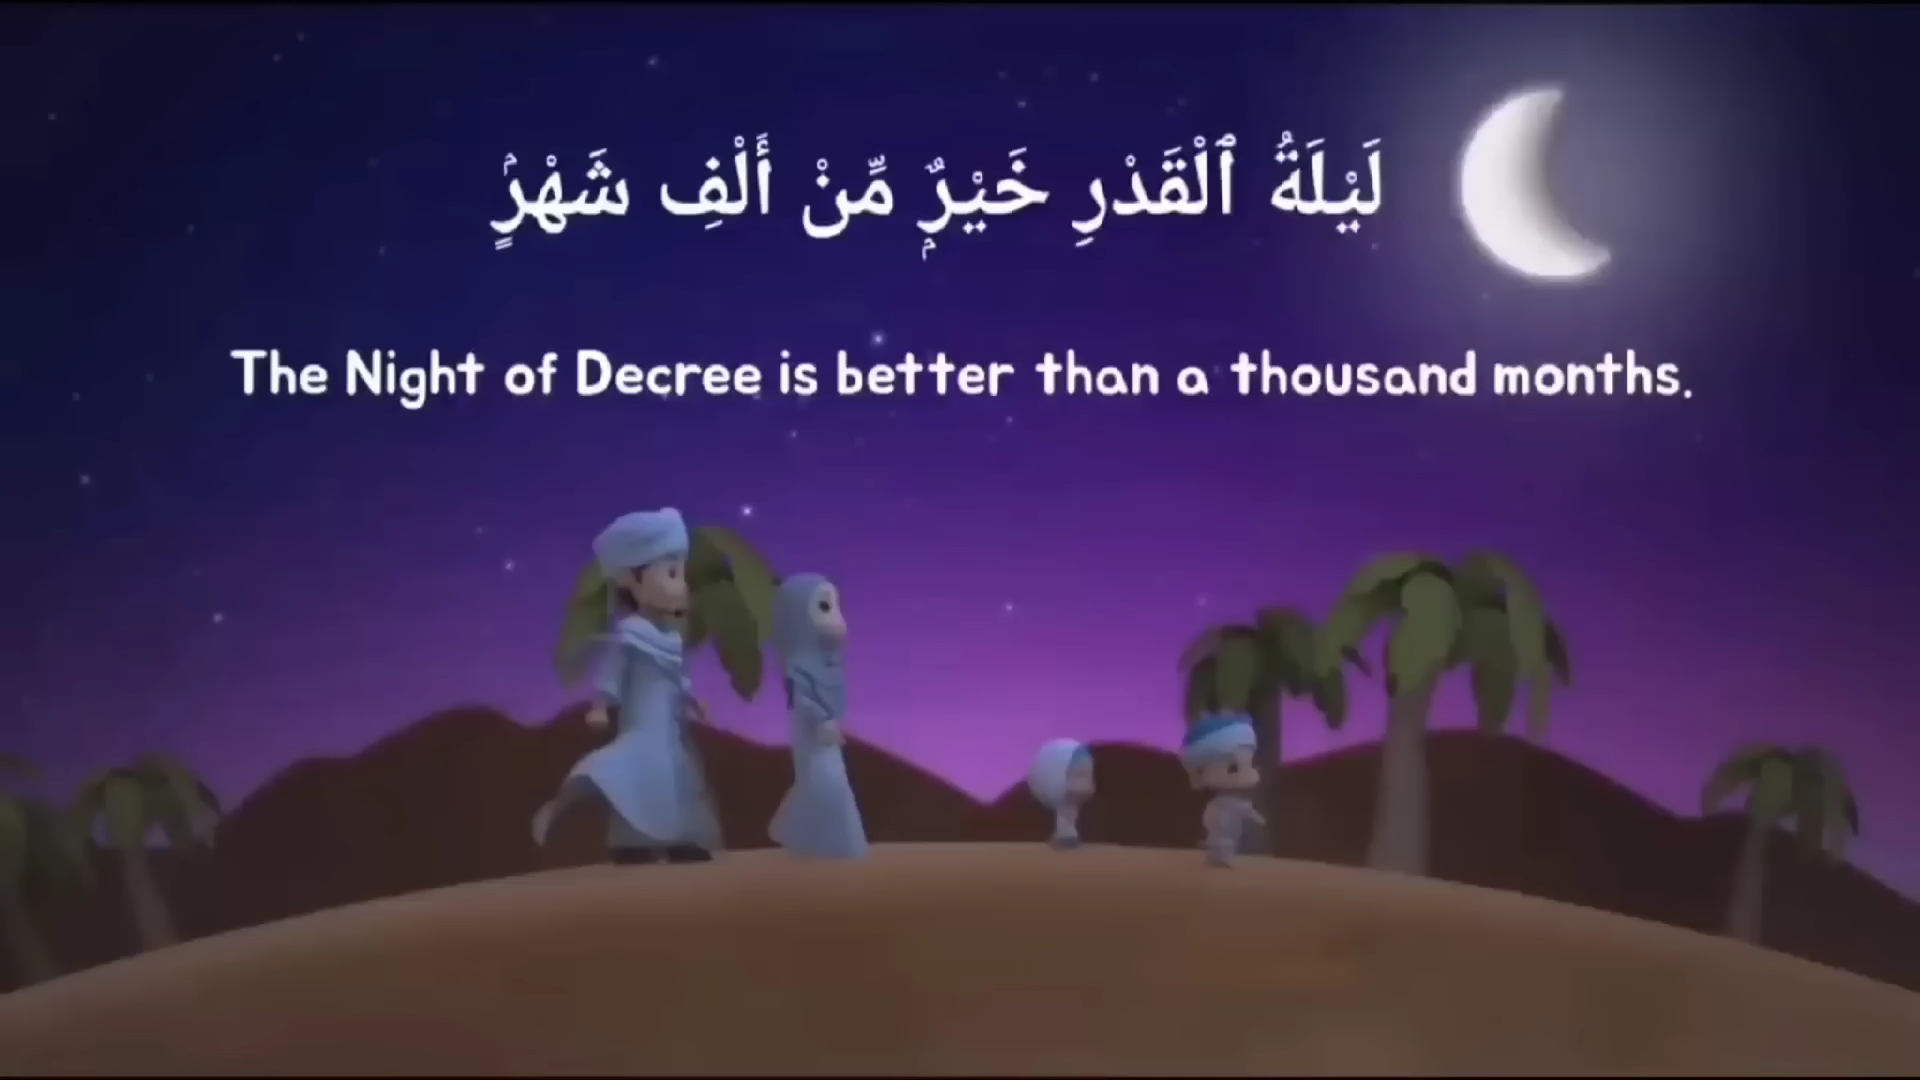 لَيْلَةُ ٱلْقَدْرِ خَيْرٌۭ مِّنْ أَلْفِ شَهْرٍۢ
The Night of Decree is better than a thousand months.